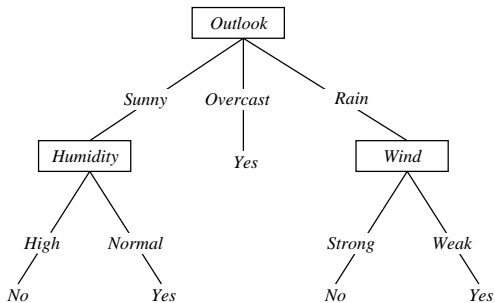 Outlook
Sunny Overcast Rain
Humidity Yes Wind
High Normal Strong Weak
No Yes No Yes